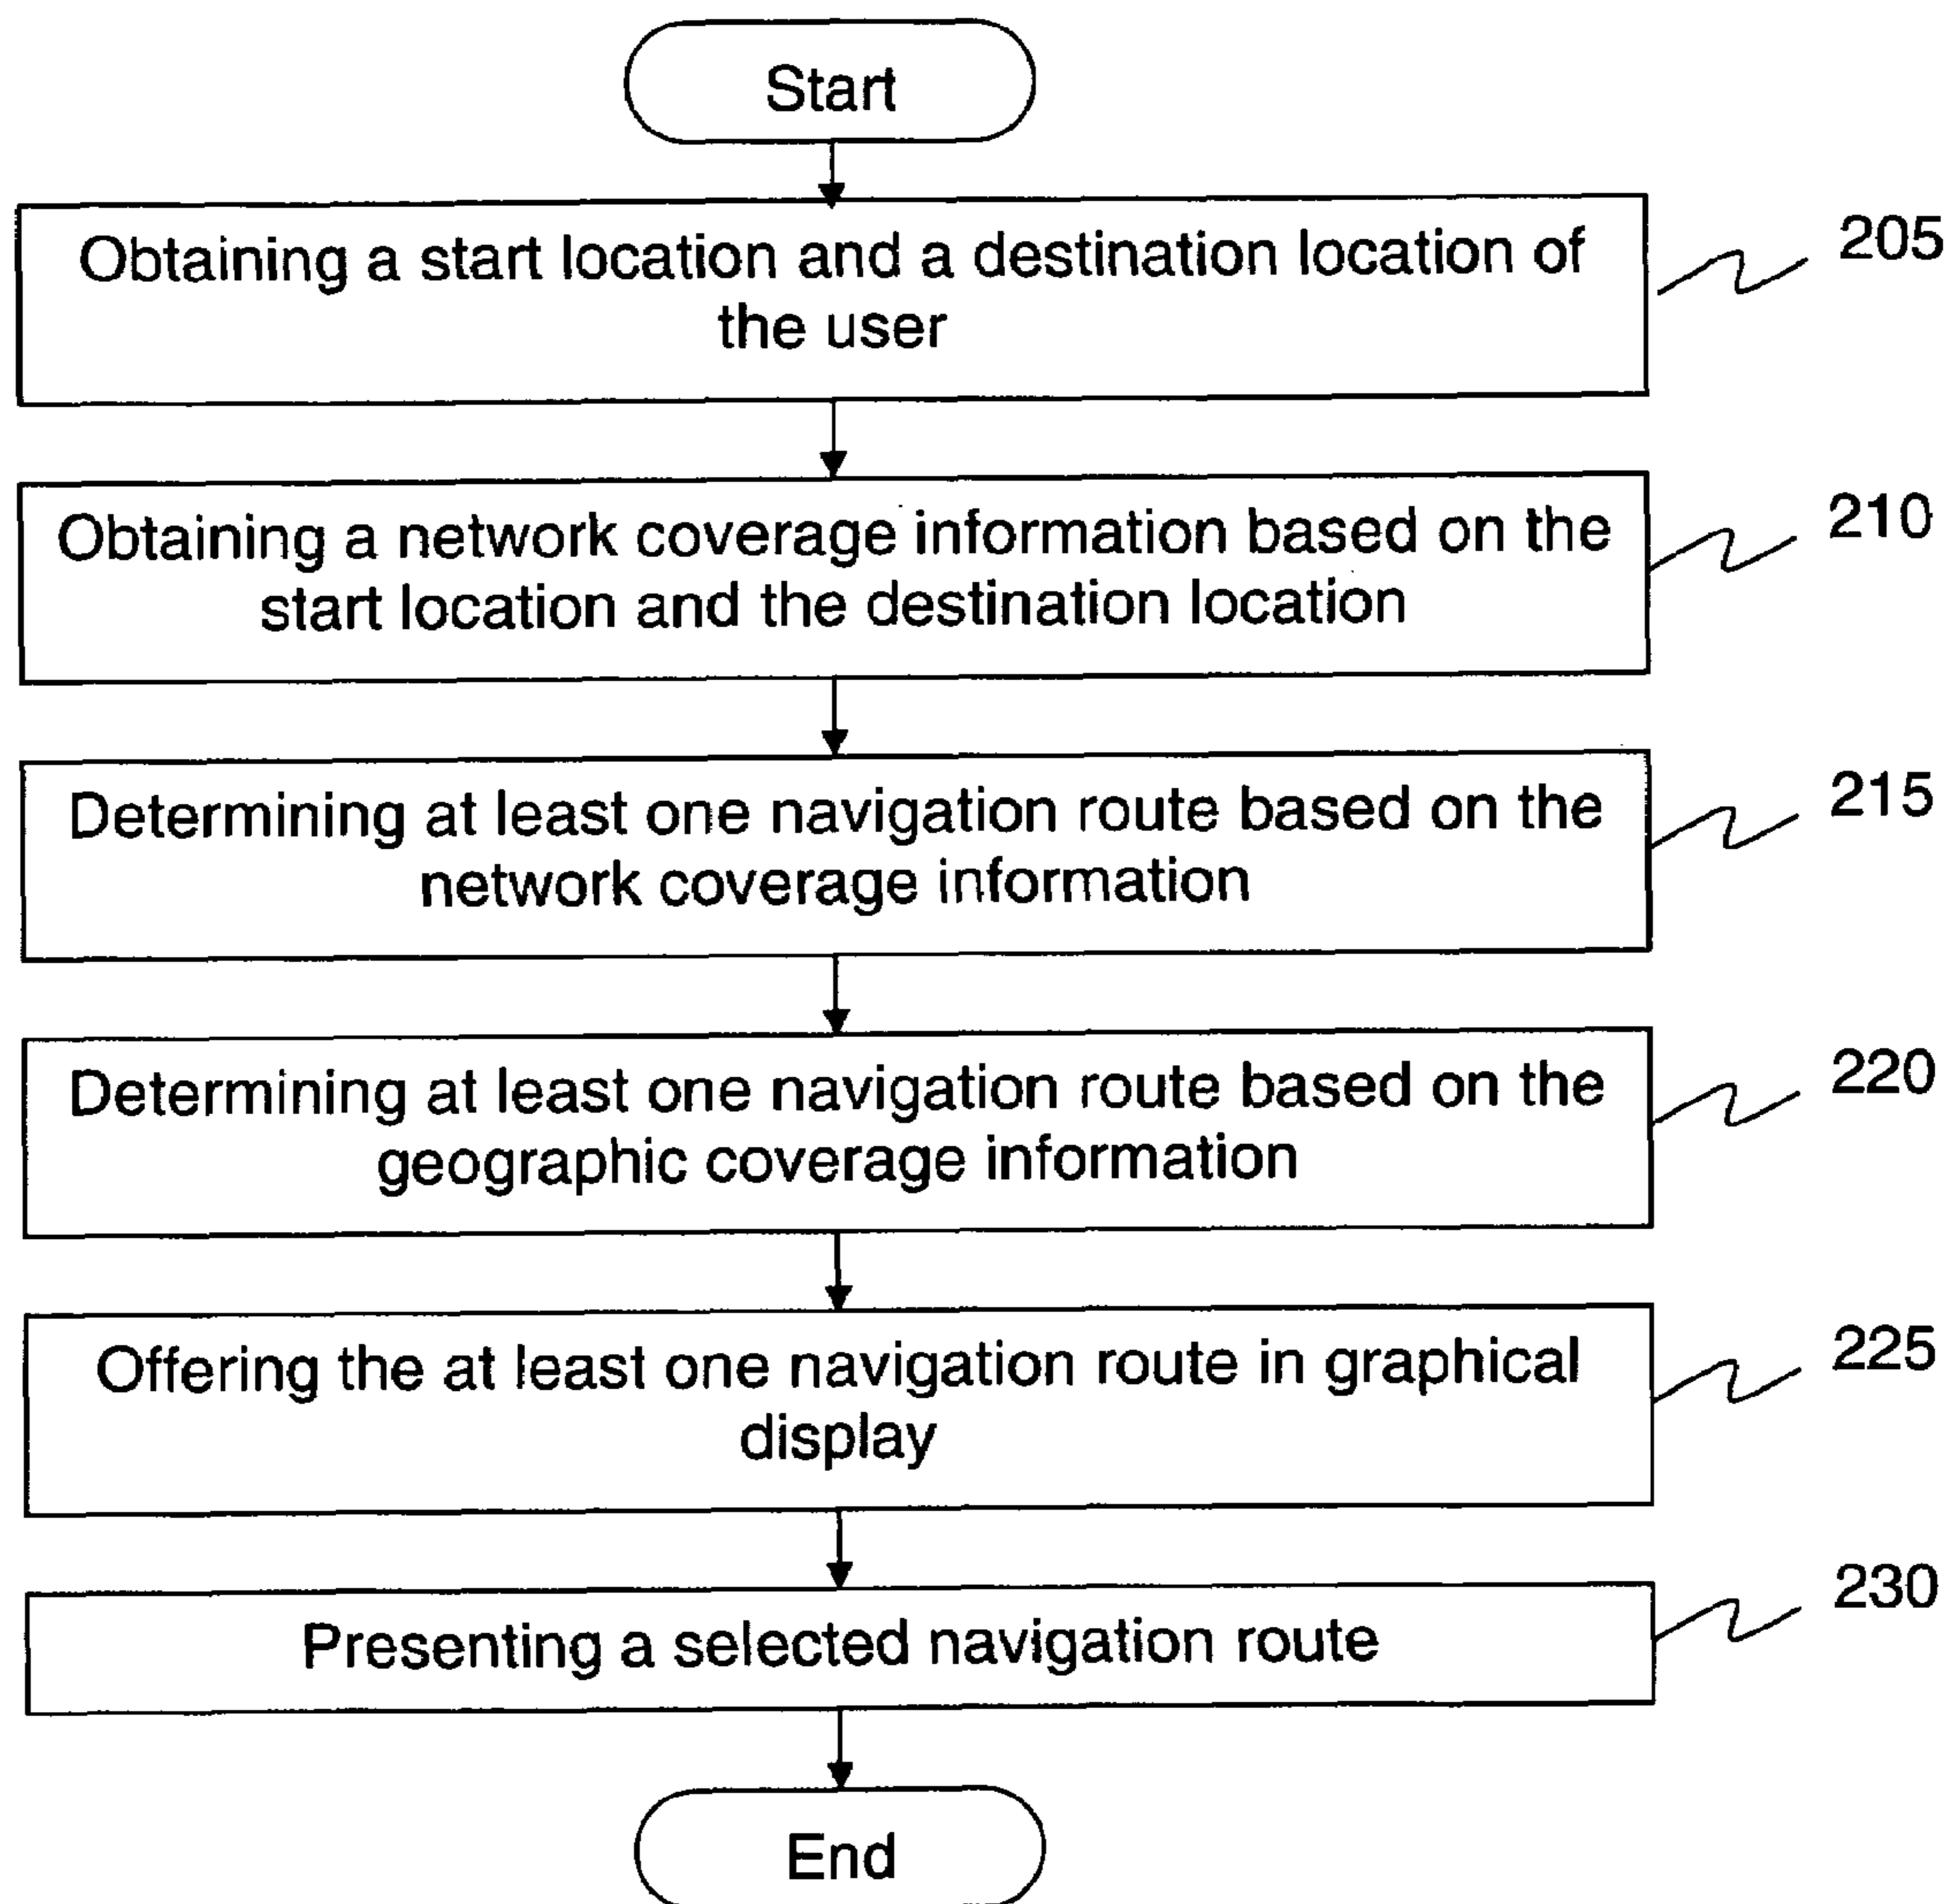 Start
Obtaining a start location and a destination location of
the user
205
Obtaining a network coverage information based on the
start location and the destination location
210
Determining at least one navigation route based on the
network coverage information
215
Determining at least one navigation route based on the
geographic coverage information
220
Offering the at least one navigation route in graphical
display
225
Presenting a selected navigation route
230
End